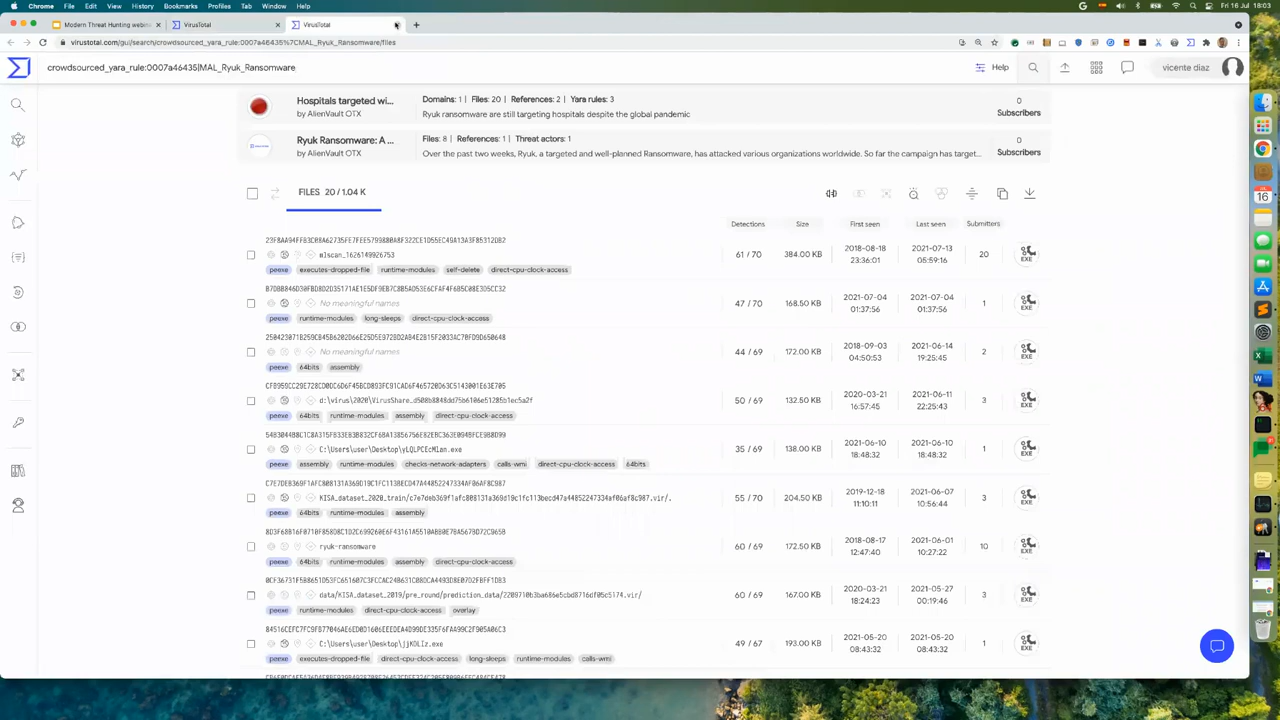 Chrome File Edit View History Bookmarks Profiles Tab Window Help Fri 16 Jul 18:03
Modern Threat Hunting webin VirusTotal VirusTotal
virustotal.com/gui/search/crowdsourced_yara_rule:0007a46435%7CMAL_Ryuk_Ransomware/files
crowdsourced_yara_rule:0007a46435|MAL_Ryuk_Ransomware Help vicente diaz
Hospitals targeted wi... Domains: 1 | Files: 20 | References: 2 | Yara rules: 3 0
by AlienVault OTX Ryuk ransomware are still targeting hospitals despite the global pandemic Subscribers
Ryuk Ransomware: A ... Files: 8 | References: 1 | Threat actors: 1 0
by AlienVault OTX Over the past two weeks, Ryuk, a targeted and well-planned Ransomware, has attacked various organizations worldwide. So far the campaign has target... Subscribers
FILES 20 / 1.04 K
Detections Size First seen Last seen Submitters
61 / 70 384.00 KB 2018-08-18 23:36:01 2021-07-13 05:59:16 20 EXE
mlscan_1626149926753
peexe executes-dropped-file runtime-modules self-delete direct-cpu-clock-access
No meaningful names 47 / 70 168.50 KB 2021-07-04 01:37:56 2021-07-04 01:37:56 1 EXE
peexe runtime-modules long-sleeps direct-cpu-clock-access
No meaningful names 44 / 69 172.00 KB 2018-09-03 04:50:53 2021-06-14 19:25:45 2 EXE
peexe 64bits assembly
50 / 69 132.50 KB 2020-03-21 16:57:45 2021-06-11 22:25:43 3 EXE
peexe 64bits runtime-modules assembly direct-cpu-clock-access
35 / 69 138.00 KB 2021-06-10 18:48:32 2021-06-10 18:48:32 1 EXE
peexe assembly runtime-modules checks-network-adapters calls-wmi direct-cpu-clock-access 64bits
55 / 70 204.50 KB 2019-12-18 11:10:11 2021-06-07 10:56:44 3 EXE
peexe 64bits runtime-modules assembly
ryuk-ransomware 60 / 69 172.50 KB 2018-08-17 12:47:40 2021-06-01 10:27:22 10 EXE
peexe 64bits runtime-modules assembly direct-cpu-clock-access
60 / 69 167.00 KB 2020-03-21 18:24:23 2021-05-27 00:19:46 3 EXE
peexe runtime-modules direct-cpu-clock-access overlay
C:\Users\user\Desktop\jjKDLIz.exe 49 / 67 193.00 KB 2021-05-20 08:43:32 2021-05-20 08:43:32 1 EXE
peexe executes-dropped-file direct-cpu-clock-access long-sleeps runtime-modules calls-wmi